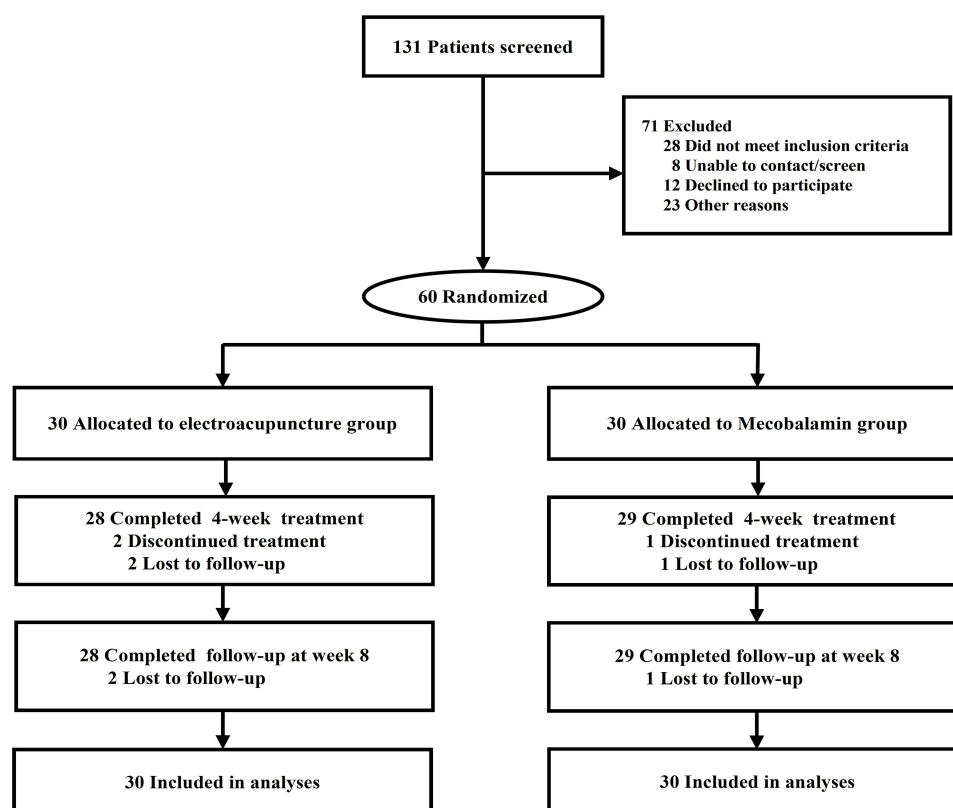 131 Patients screened
71 Excluded
28 Did not meet inclusion criteria
8 Unable to contact/screen
12 Declined to participate
23 Other reasons
60 Randomized
30 Allocated to electroacupuncture group
28 Completed 4-week treatment
2 Discontinued treatment
2 Lost to follow-up
28 Completed follow-up at week 8
2 Lost to follow-up
30 Included in analyses
30 Allocated to Mecobalamin group
29 Completed 4-week treatment
1 Discontinued treatment
1 Lost to follow-up
29 Completed follow-up at week 8
1 Lost to follow-up
30 Included in analyses